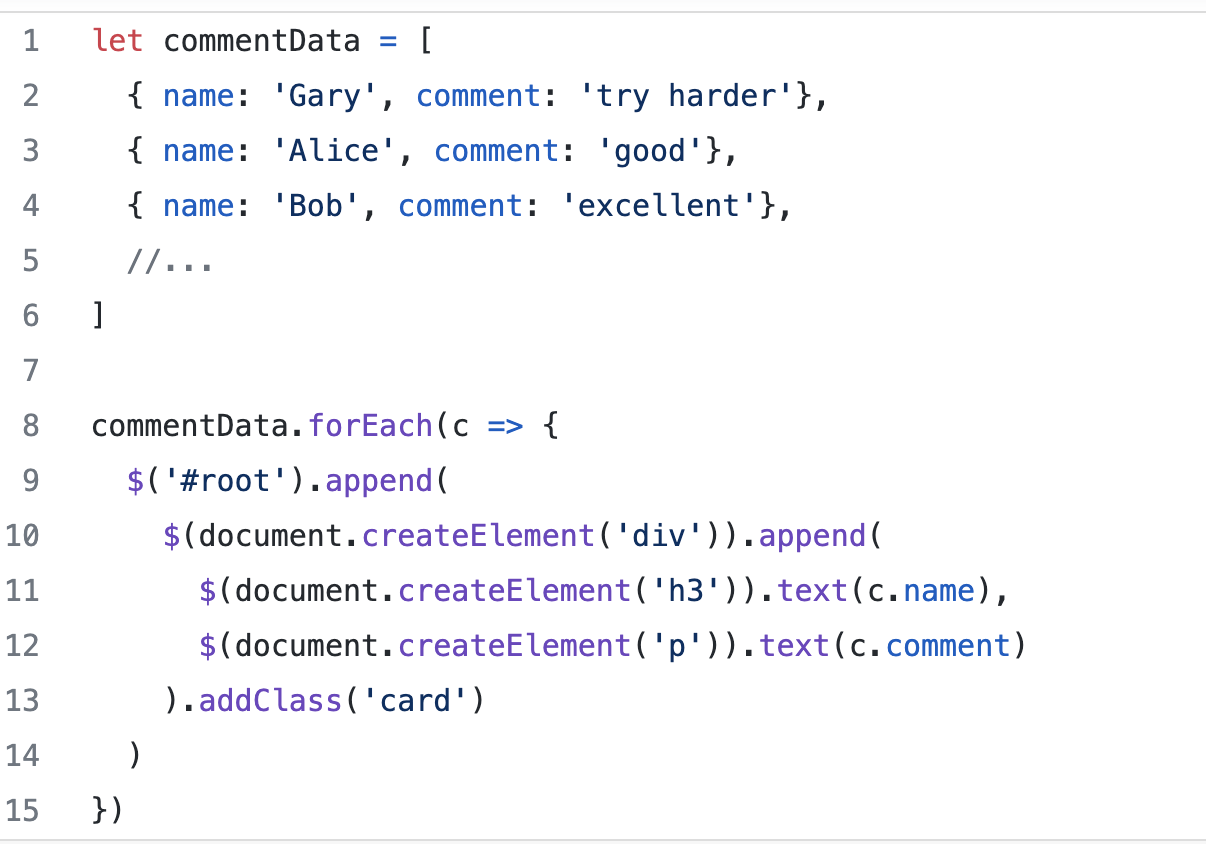 1 let commentData = [
2 { name: 'Gary', comment: 'try harder'},
3 { name: 'Alice', comment: 'good'},
4 { name: 'Bob', comment: 'excellent'},
5 //...
6 ]
7
8 commentData.forEach(c => {
9 $('#root').append(
10 $(document.createElement('div')).append(
11 $(document.createElement('h3')).text(c.name),
12 $(document.createElement('p')).text(c.comment)
13 ).addClass('card')
14 )
15 })